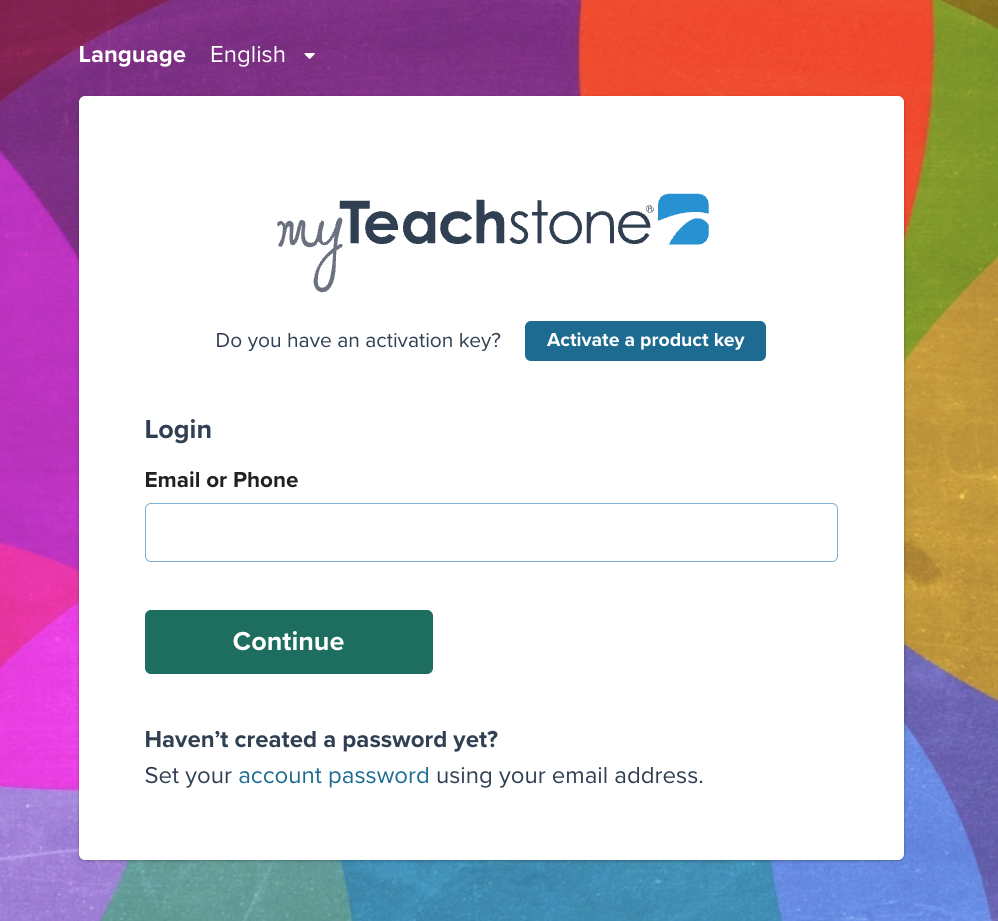 Language English
myTeachstone®
Do you have an activation key? Activate a product key
Login
Email or Phone
Continue
Haven’t created a password yet?
Set your account password using your email address.